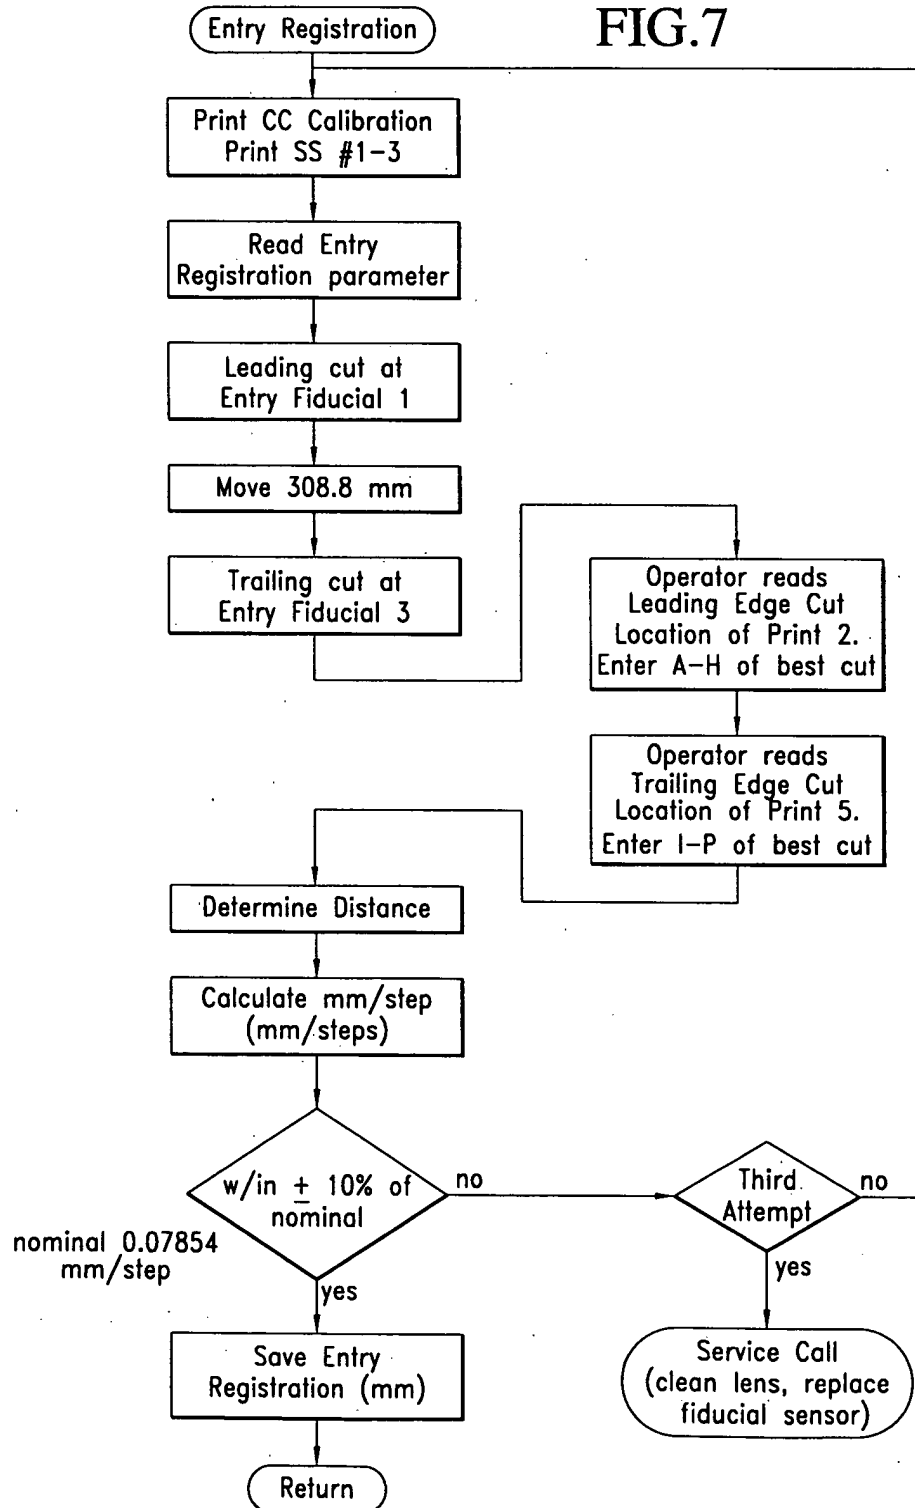 FIG.7
Entry Registration
Print CC Calibration
Print SS #1-3
Read Entry
Registration parameter
Leading cut at
Entry Fiducial 1
Move 308.8 mm
Trailing cut at
Entry Fiducial 3
Operator reads
Leading Edge Cut
Location of Print 2.
Enter A-H of best cut
Operator reads
Trailing Edge Cut
Location of Print 5.
Enter I-P of best cut
Determine Distance
Calculate mm/step
(mm/steps)
w/in ± 10% of
nominal
no
nominal 0.07854
mm/step
yes
Third
Attempt
no
yes
Save Entry
Registration (mm)
Service Call
(clean lens, replace
fiducial sensor)
Return